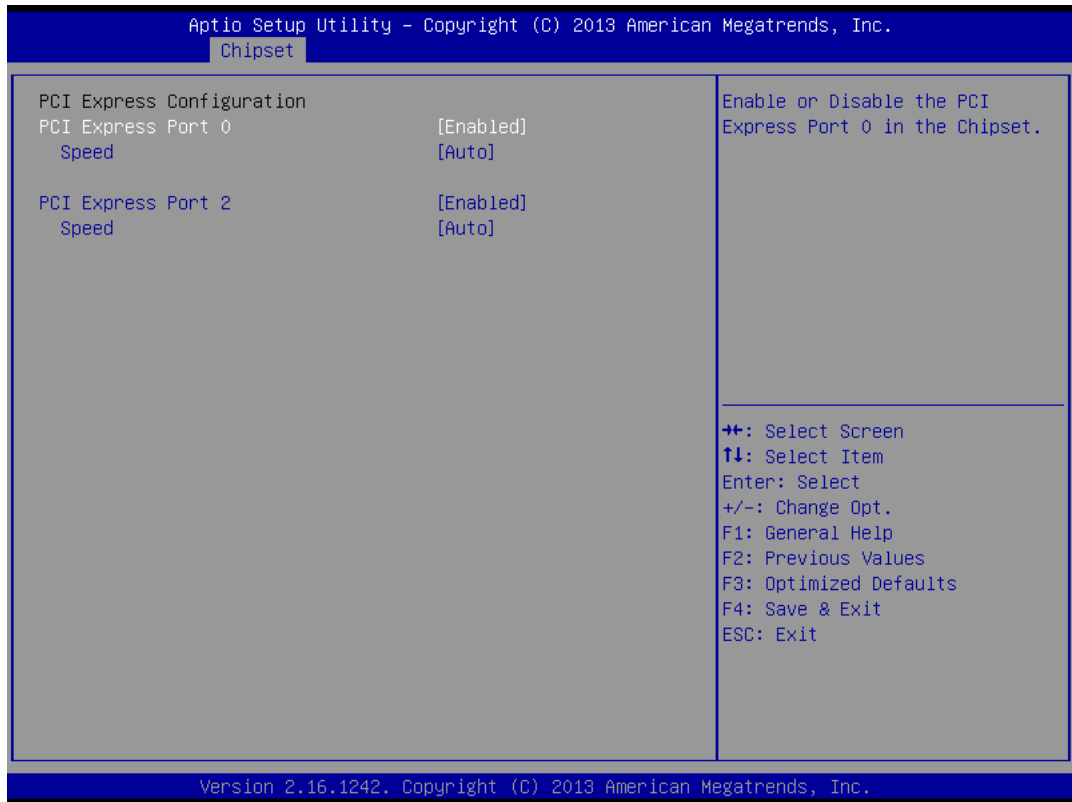 Aptio Setup Utility – Copyright (C) 2013 American Megatrends, Inc.
Chipset
PCI Express Configuration
PCI Express Port 0 [Enabled]
Speed [Auto]
PCI Express Port 2 [Enabled]
Speed [Auto]
Enable or Disable the PCI
Express Port 0 in the Chipset.
→←: Select Screen
↑↓: Select Item
Enter: Select
+/-: Change Opt.
F1: General Help
F2: Previous Values
F3: Optimized Defaults
F4: Save & Exit
ESC: Exit
Version 2.16.1242. Copyright (C) 2013 American Megatrends, Inc.